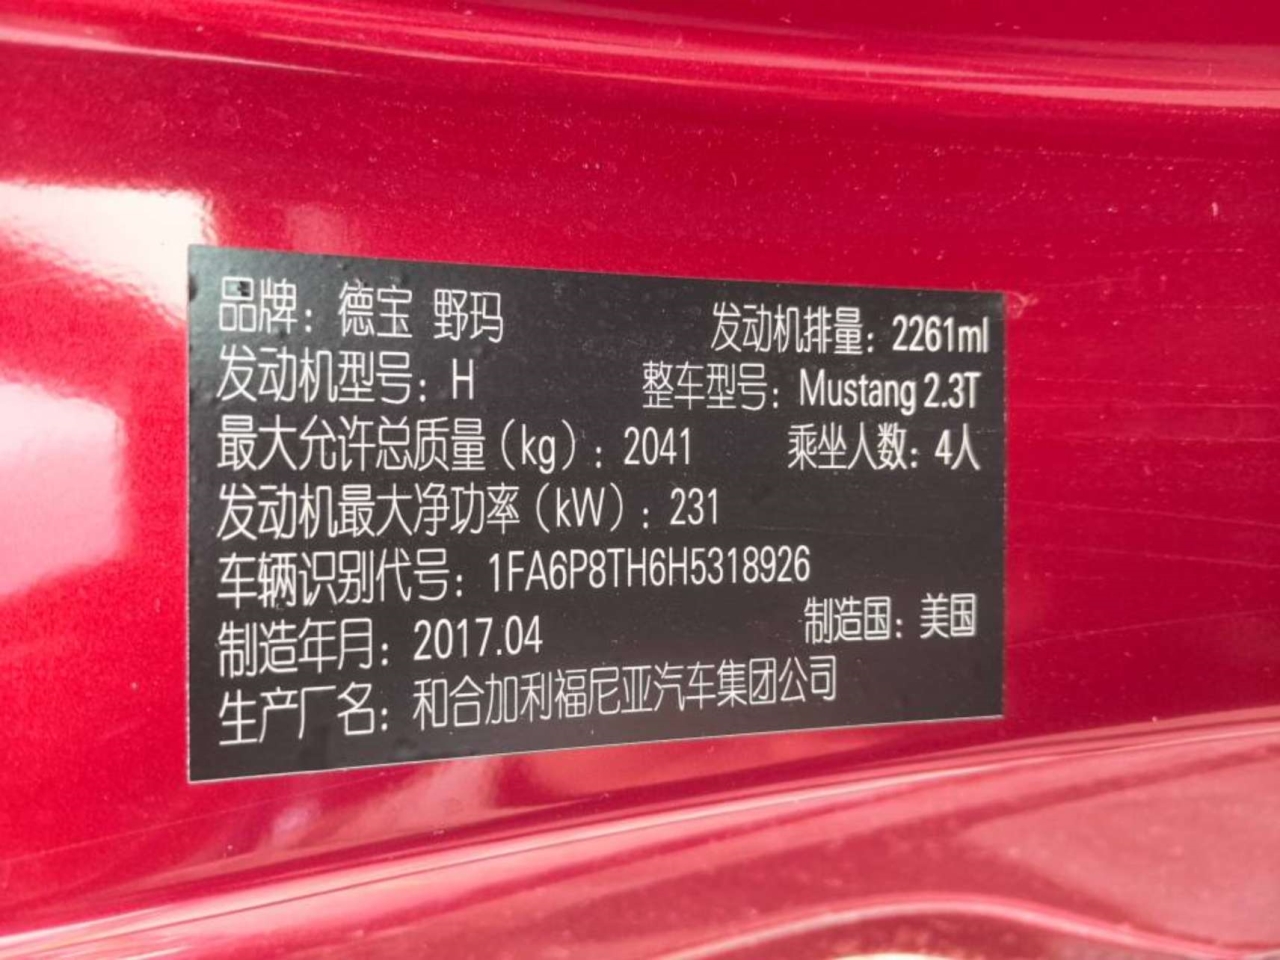 品牌：德宝 野玛 发动机排量：2261ml
发动机型号：H 整车型号：Mustang 2.3T
最大允许总质量（kg）：2041 乘坐人数：4人
发动机最大净功率（kW）：231
车辆识别代号：1FA6P8TH6H5318926
制造年月：2017.04 制造国：美国
生产厂名：和合加利福尼亚汽车集团公司